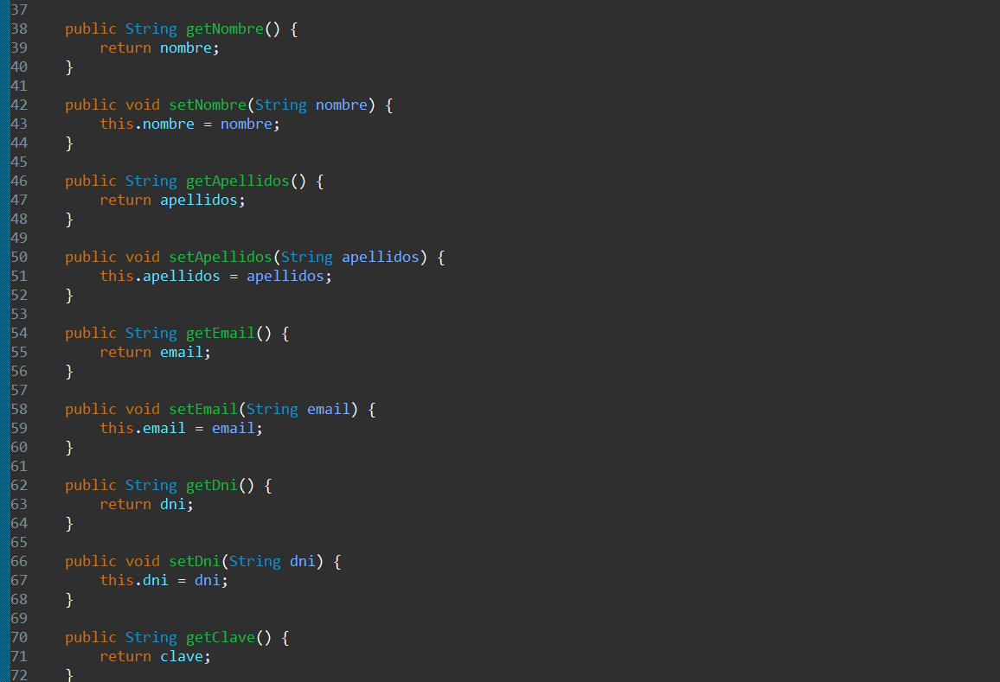 37
38 public String getNombre() {
39 return nombre;
40 }
41
42 public void setNombre(String nombre) {
43 this.nombre = nombre;
44 }
45
46 public String getApellidos() {
47 return apellidos;
48 }
49
50 public void setApellidos(String apellidos) {
51 this.apellidos = apellidos;
52 }
53
54 public String getEmail() {
55 return email;
56 }
57
58 public void setEmail(String email) {
59 this.email = email;
60 }
61
62 public String getDni() {
63 return dni;
64 }
65
66 public void setDni(String dni) {
67 this.dni = dni;
68 }
69
70 public String getClave() {
71 return clave;
72 }